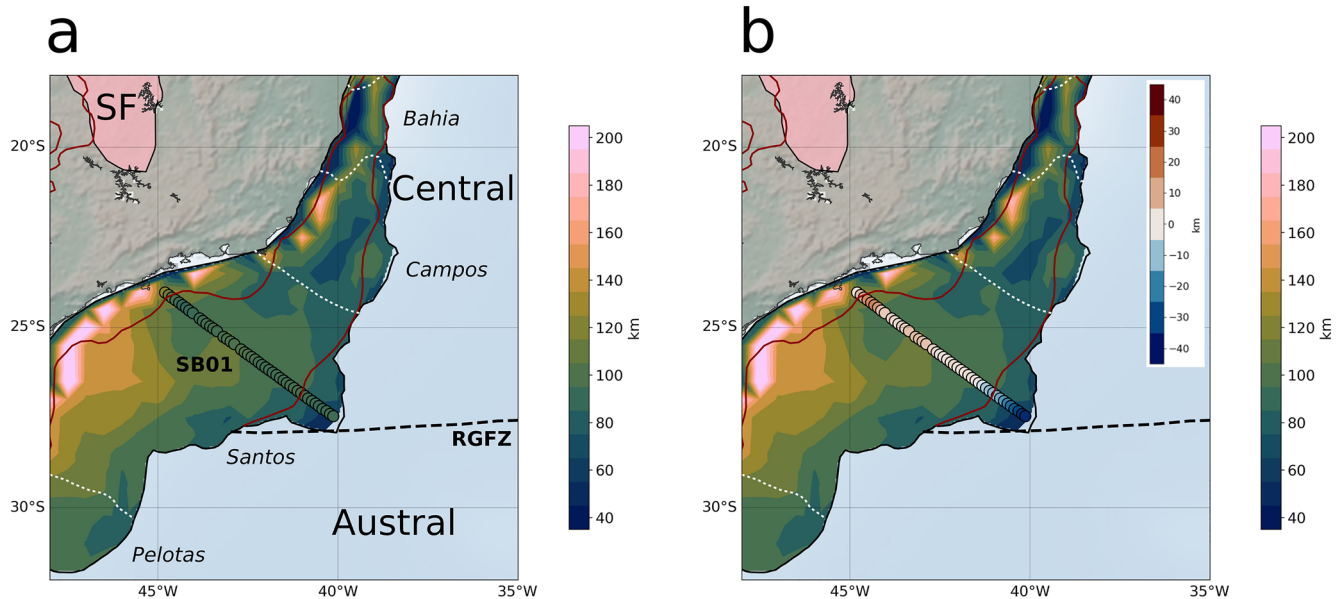 a
b
SF
Bahia
Central
Campos
SB01
RGFZ
Santos
Austral
Pelotas
20°S
25°S
30°S
45°W
40°W
35°W
200
180
160
140
120
100
80
60
40
km
40
30
20
10
0
−10
−20
−30
−40
km
20°S
25°S
30°S
45°W
40°W
35°W
RGFZ
200
180
160
140
120
100
80
60
40
km